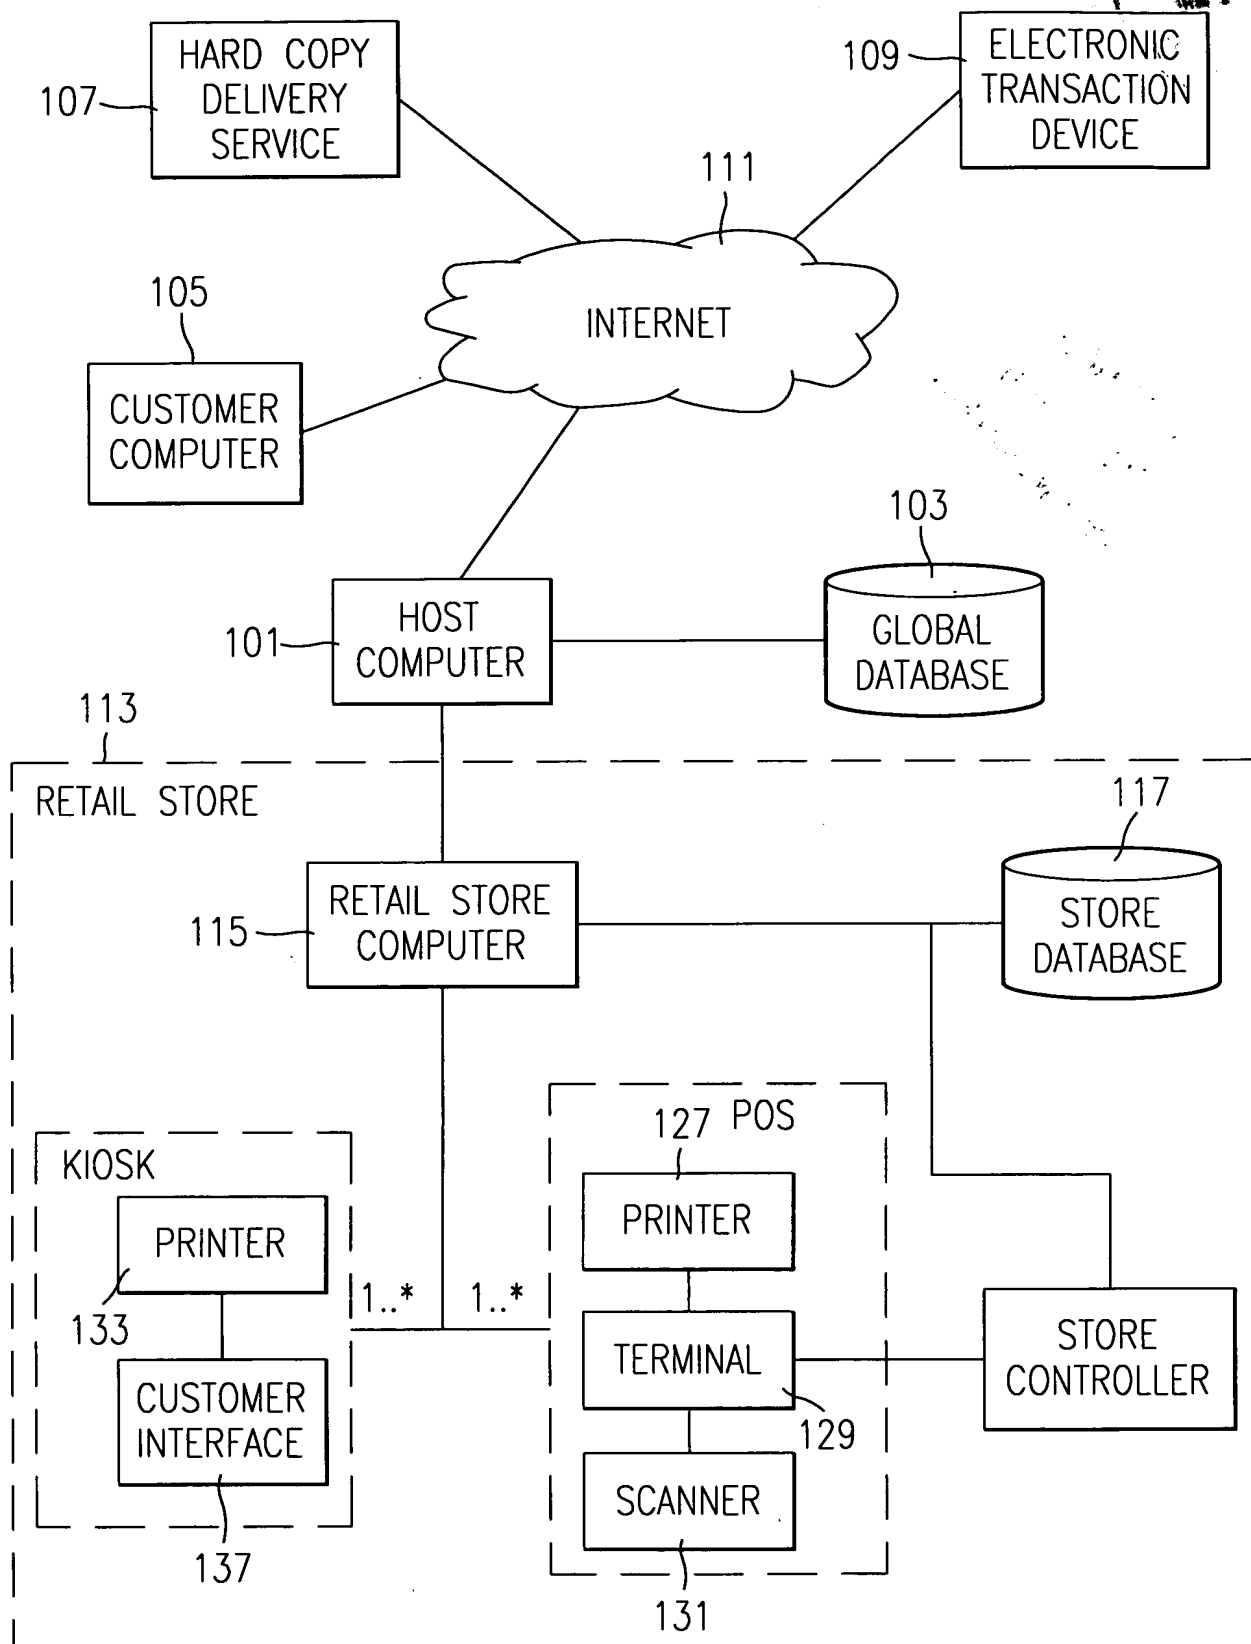 HARD COPY
DELIVERY
SERVICE
107
109
ELECTRONIC
TRANSACTION
DEVICE
111
INTERNET
105
CUSTOMER
COMPUTER
103
101
HOST
COMPUTER
GLOBAL
DATABASE
113
RETAIL STORE
117
115
RETAIL STORE
COMPUTER
STORE
DATABASE
KIOSK
PRINTER
133
CUSTOMER
INTERFACE
137
1..*
1..*
127
POS
PRINTER
TERMINAL
129
SCANNER
131
STORE
CONTROLLER